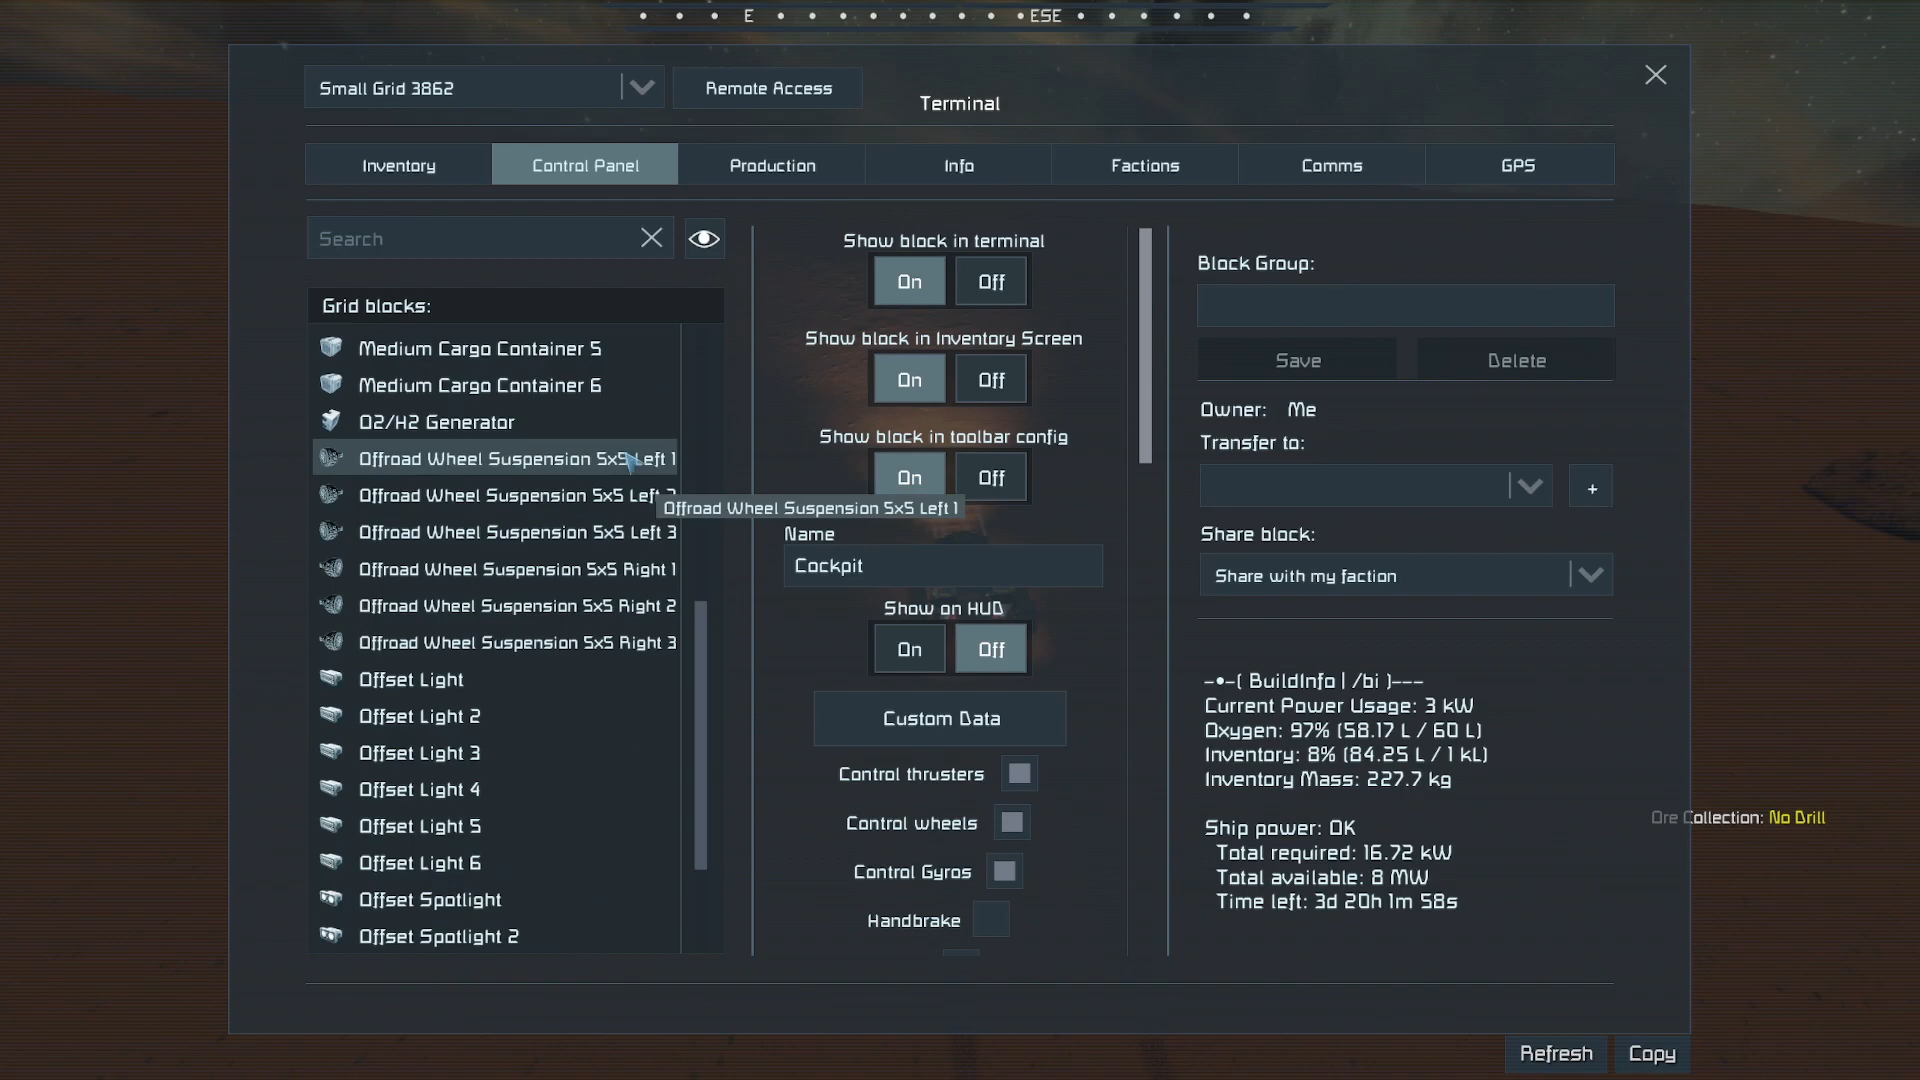 E ESE
Small Grid 3862
Remote Access
Terminal
Inventory
Control Panel
Production
Info
Factions
Comms
GPS
Search
Grid blocks:
Medium Cargo Container 5
Medium Cargo Container 6
O2/H2 Generator
Offroad Wheel Suspension 5x5 Left 1
Offroad Wheel Suspension 5x5 Left
Offroad Wheel Suspension 5x5 Left 3
Offroad Wheel Suspension 5x5 Right 1
Offroad Wheel Suspension 5x5 Right 2
Offroad Wheel Suspension 5x5 Right 3
Offset Light
Offset Light 2
Offset Light 3
Offset Light 4
Offset Light 5
Offset Light 6
Offset Spotlight
Offset Spotlight 2
Offroad Wheel Suspension 5x5 Left 1
Show block in terminal
On Off
Show block in Inventory Screen
On Off
Show block in toolbar config
On Off
Name
Cockpit
Show on HUD
On Off
Custom Data
Control thrusters
Control wheels
Control Gyros
Handbrake
Block Group:
Save Delete
Owner: Me
Transfer to:
+
Share block:
Share with my faction
-•-( BuildInfo | /bi )---
Current Power Usage: 3 kW
Oxygen: 97% (58.17 L / 60 L)
Inventory: 8% (84.25 L / 1 kL)
Inventory Mass: 227.7 kg
Ship power: OK
Total required: 16.72 kW
Total available: 8 MW
Time left: 3d 20h 1m 58s
Ore Collection: No Drill
Refresh Copy